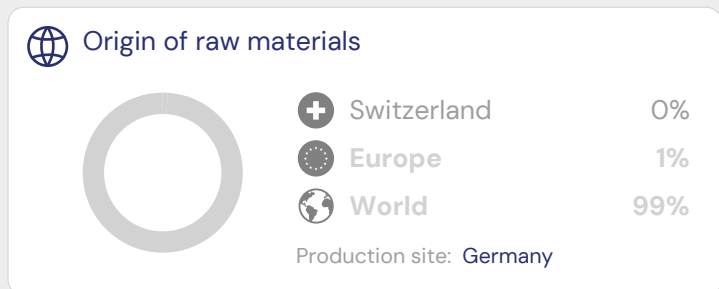 Origin of raw materials
Switzerland 0%
Europe 1%
World 99%
Production site: Germany